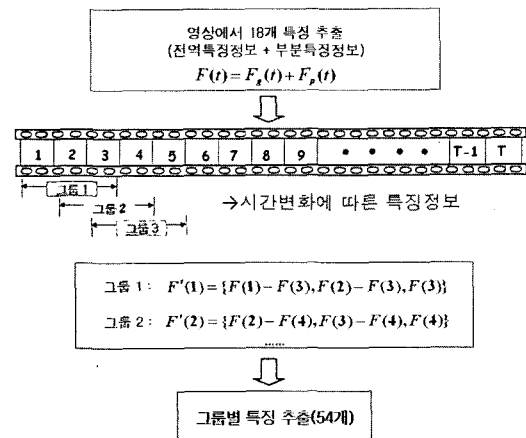 영상에서 18개 특징 추출
(전역특징정보 + 부분특징정보)
F(t) = F_g(t) + F_p(t)
1 2 3 4 5 6 7 8 9 • • • • T-1 T
그룹 1
그룹 2
그룹 3
→시간변화에 따른 특징정보
그룹 1 : F'(1) = {F(1) − F(3), F(2) − F(3), F(3)}
그룹 2 : F'(2) = {F(2) − F(4), F(3) − F(4), F(4)}
......
그룹별 특징 추출(54개)